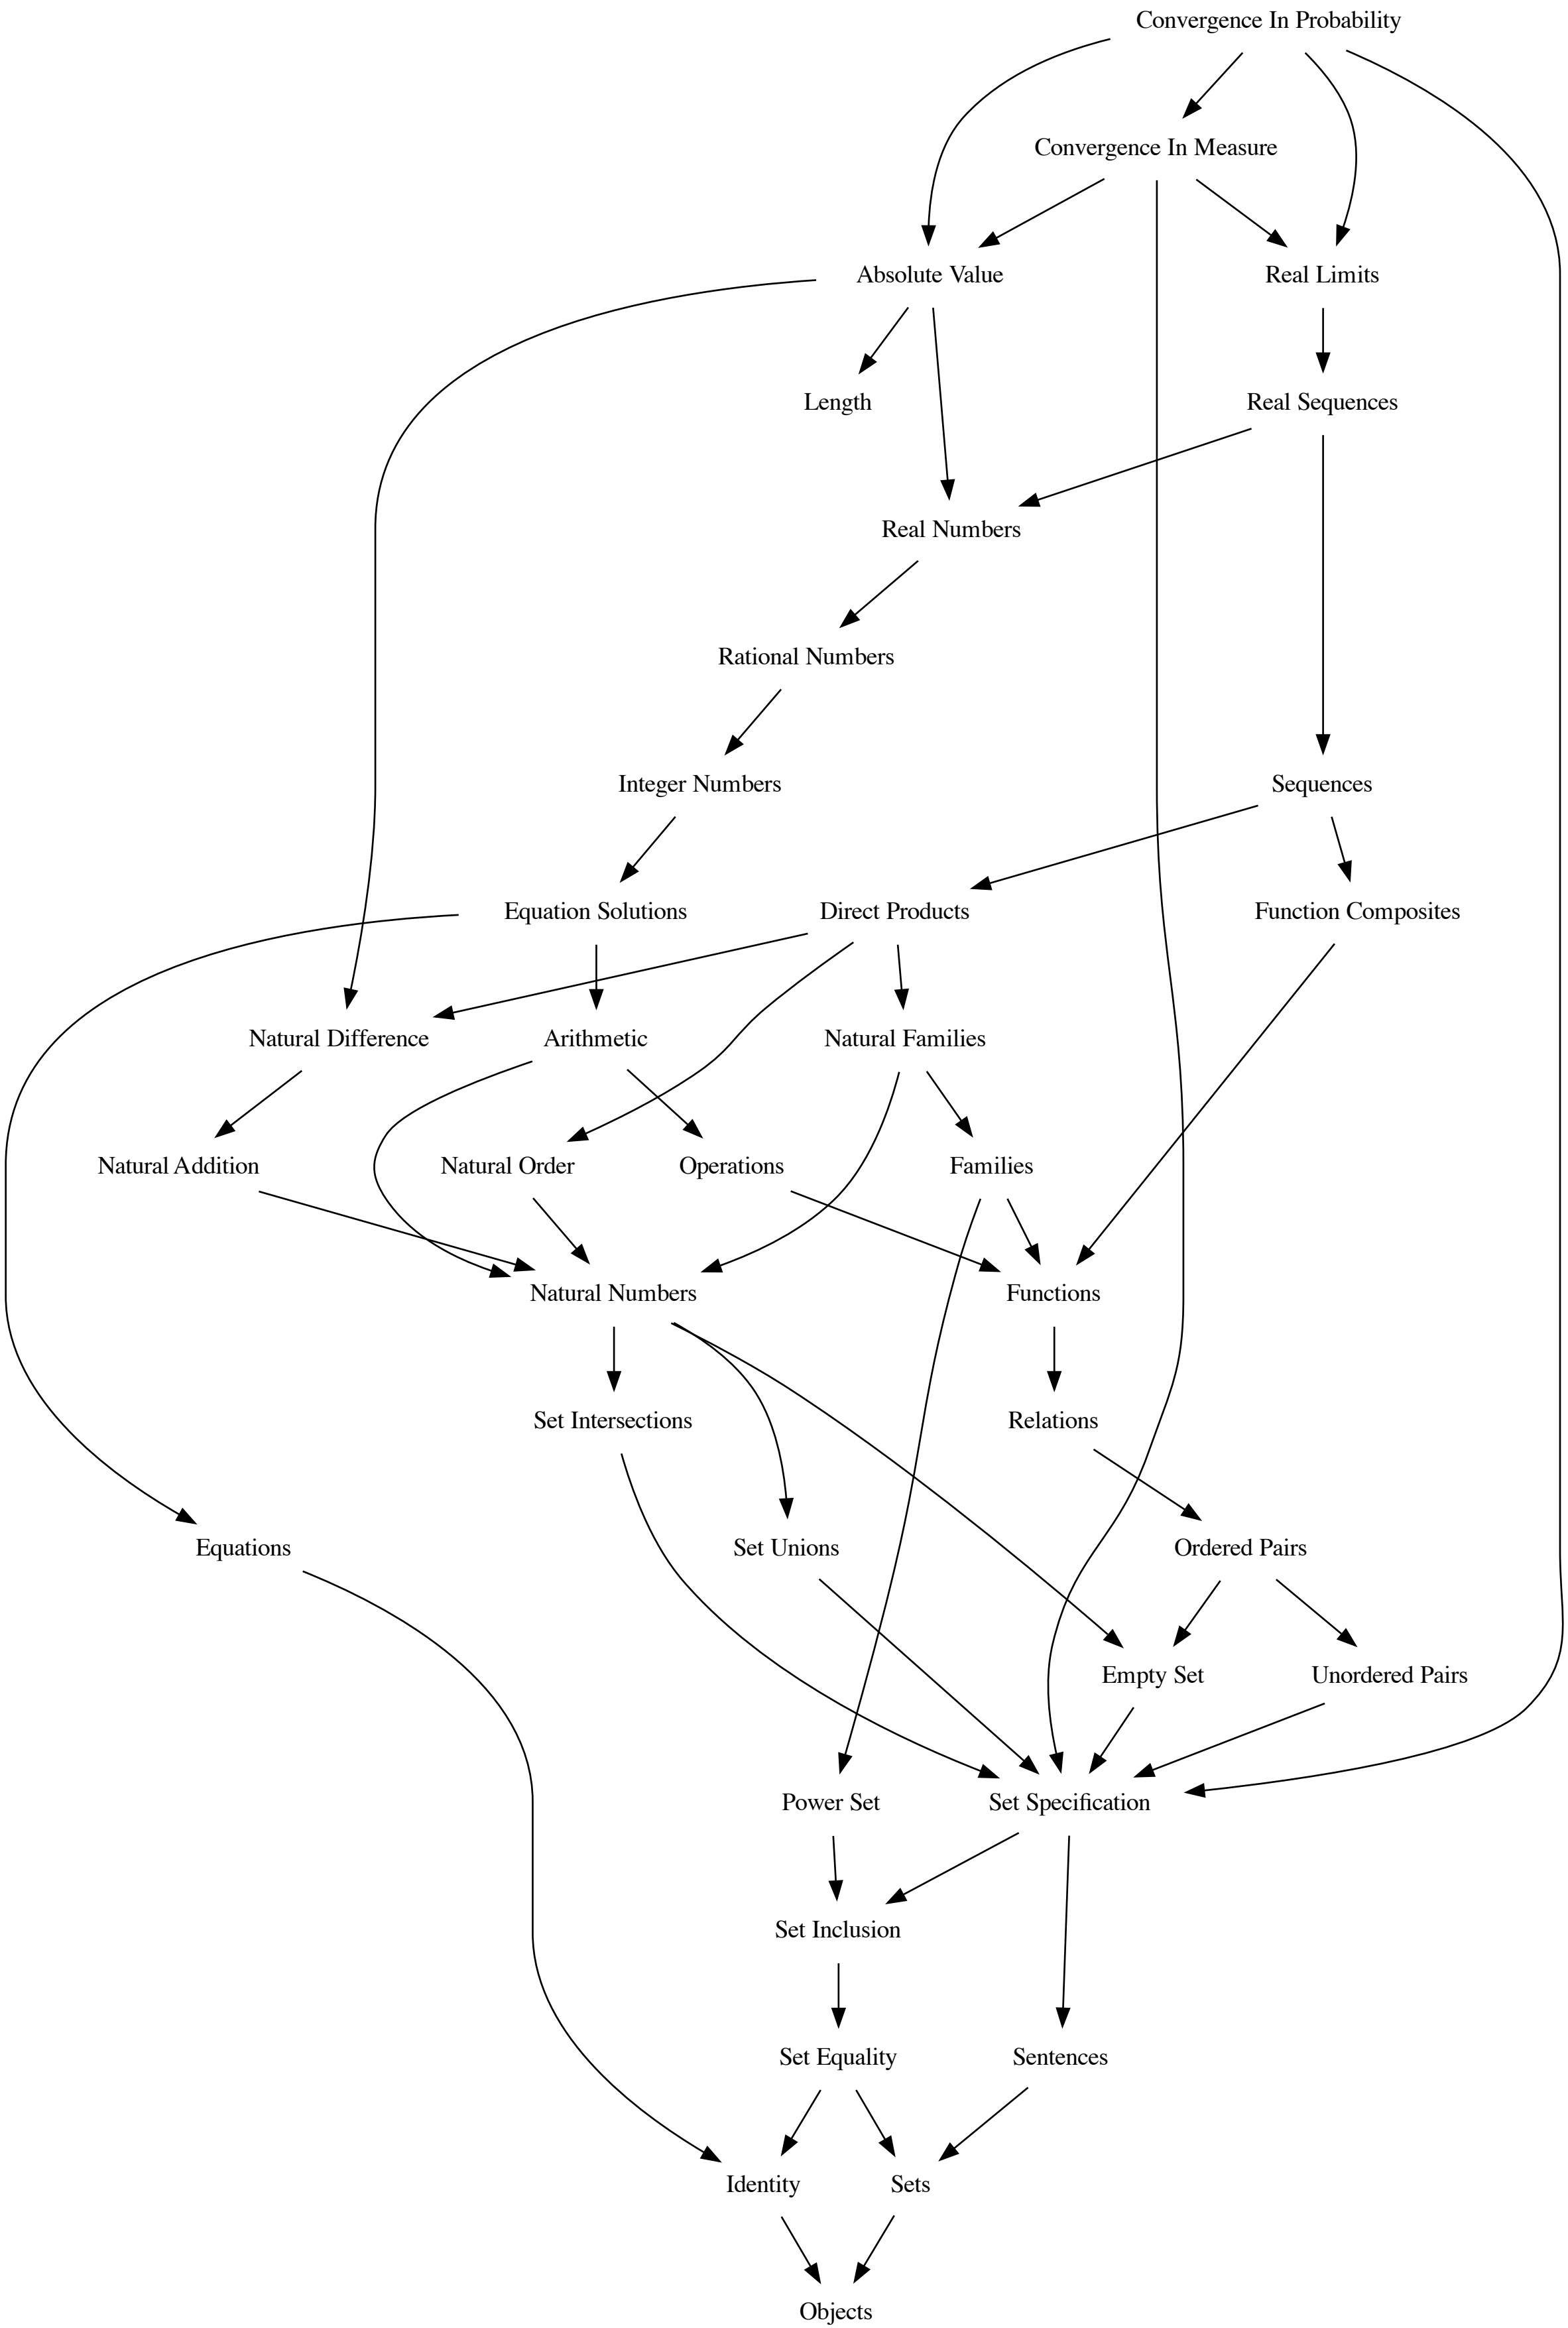 Convergence In Probability
Convergence In Measure
Absolute Value
Real Limits
Length
Real Sequences
Real Numbers
Rational Numbers
Integer Numbers
Sequences
Equation Solutions
Direct Products
Function Composites
Natural Difference
Arithmetic
Natural Families
Natural Addition
Natural Order
Operations
Families
Natural Numbers
Functions
Set Intersections
Relations
Equations
Set Unions
Ordered Pairs
Empty Set
Unordered Pairs
Power Set
Set Specification
Set Inclusion
Set Equality
Sentences
Identity
Sets
Objects